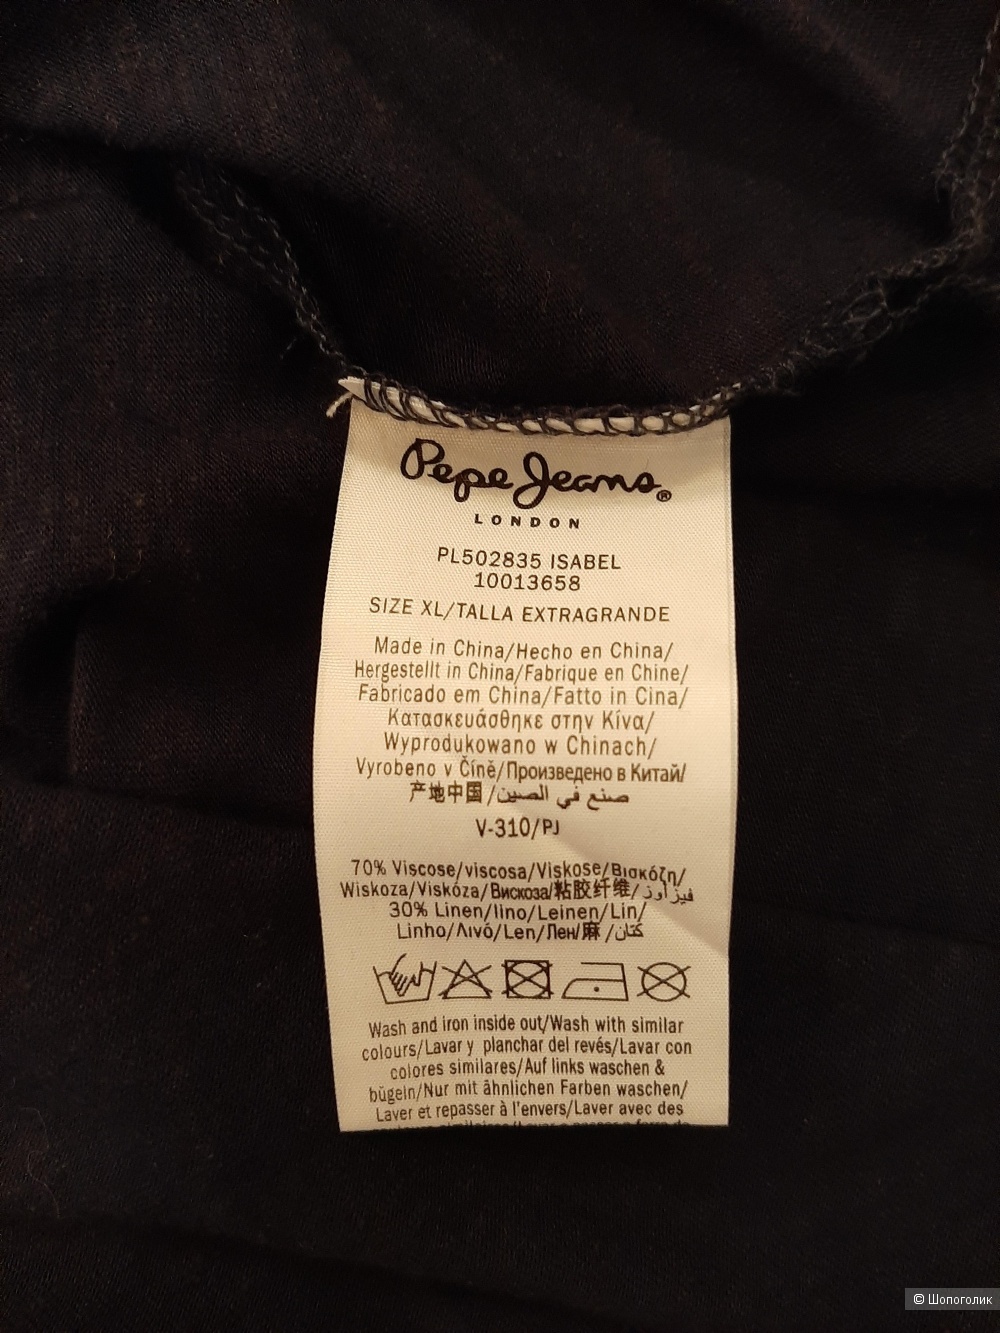 Pepe Jeans®
LONDON
PL502835 ISABEL
10013658
SIZE XL/TALLA EXTRAGRANDE
Made in China/Hecho en China/
Hergestellt in China/Fabrique en Chine/
Fabricado em China/Fatto in Cina/
Κατασκευάσθηκε στην Κίνα/
Wyprodukowano w Chinach/
Vyrobeno v Číně/Произведено в Китай/
产地中国/صنع في الصين
V-310/PJ
70% Viscose/viscosa/Viskose/Βισκόζη/
Wiskoza/Viskóza/Вискоза/粘胶纤维/فيزاوز
30% Linen/lino/Leinen/Lin/
Linho/Λινό/Len/Лен/麻/كتان
Wash and iron inside out/Wash with similar
colours/Lavar y planchar del revés/Lavar con
colores similares/Auf links waschen &
bügeln/Nur mit ähnlichen Farben waschen/
Laver et repasser à l'envers/Laver avec des
© Шопоголик